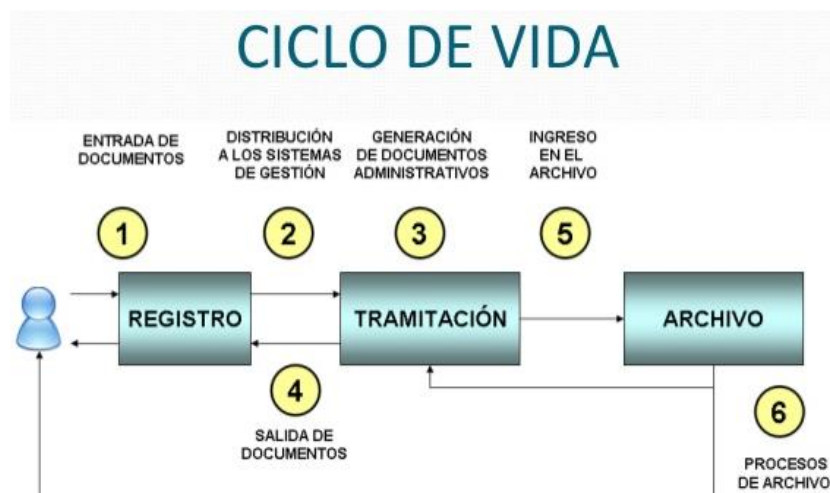 CICLO DE VIDA
ENTRADA DE
DOCUMENTOS
DISTRIBUCIÓN
A LOS SISTEMAS
DE GESTIÓN
GENERACIÓN
DE DOCUMENTOS
ADMINISTRATIVOS
INGRESO
EN EL
ARCHIVO
1
2
3
5
REGISTRO
TRAMITACIÓN
ARCHIVO
4
SALIDA DE
DOCUMENTOS
6
PROCESOS
DE ARCHIVO